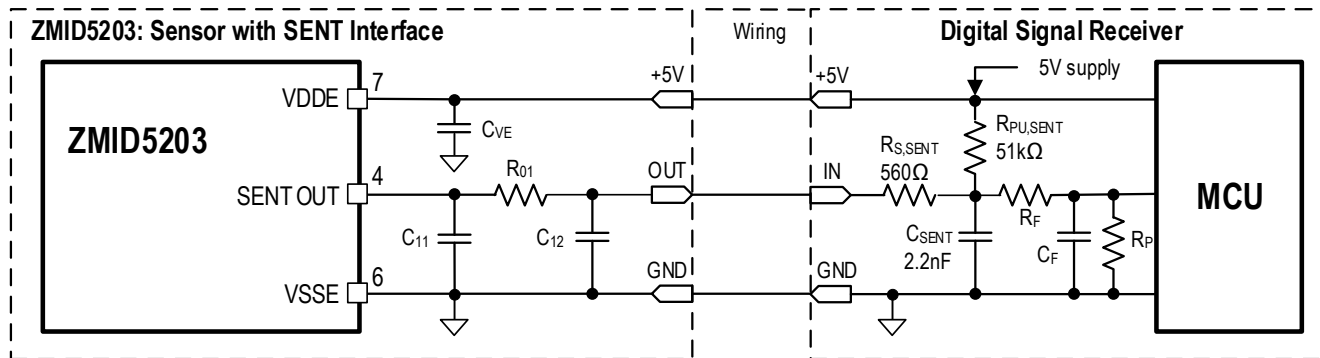 ZMID5203: Sensor with SENT Interface
Wiring
Digital Signal Receiver
ZMID5203
VDDE
7
+5V
+5V
5V supply
MCU
CVE
RPU,SENT
51kΩ
RS,SENT
560Ω
SENT OUT
4
R01
OUT
IN
RF
C11
C12
CSENT
2.2nF
CF
RP
VSSE
6
GND
GND